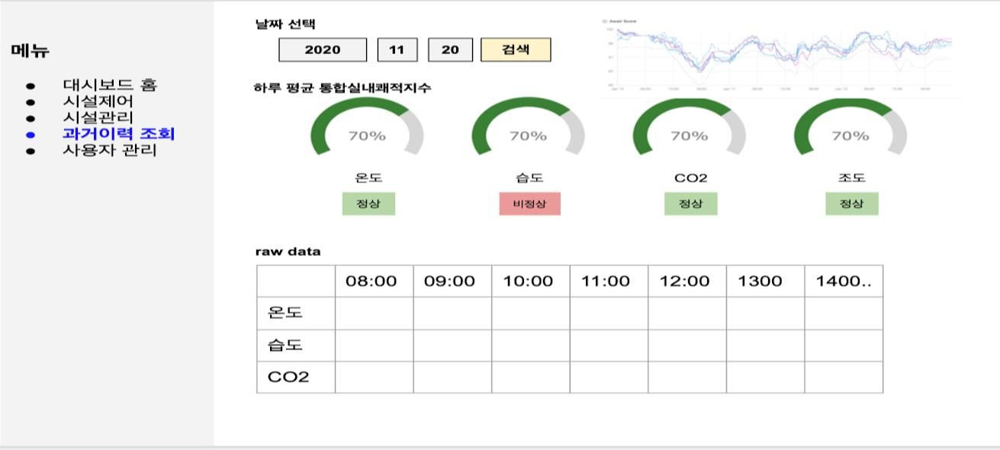 메뉴
대시보드 홈
시설제어
시설관리
과거이력 조회
사용자 관리
날짜 선택
2020 11 20 검색
Awair Score
하루 평균 통합실내쾌적지수
70% 70% 70% 70%
온도 습도 CO2 조도
정상 비정상 정상 정상
raw data
08:00 09:00 10:00 11:00 12:00 1300 1400..
온도
습도
CO2